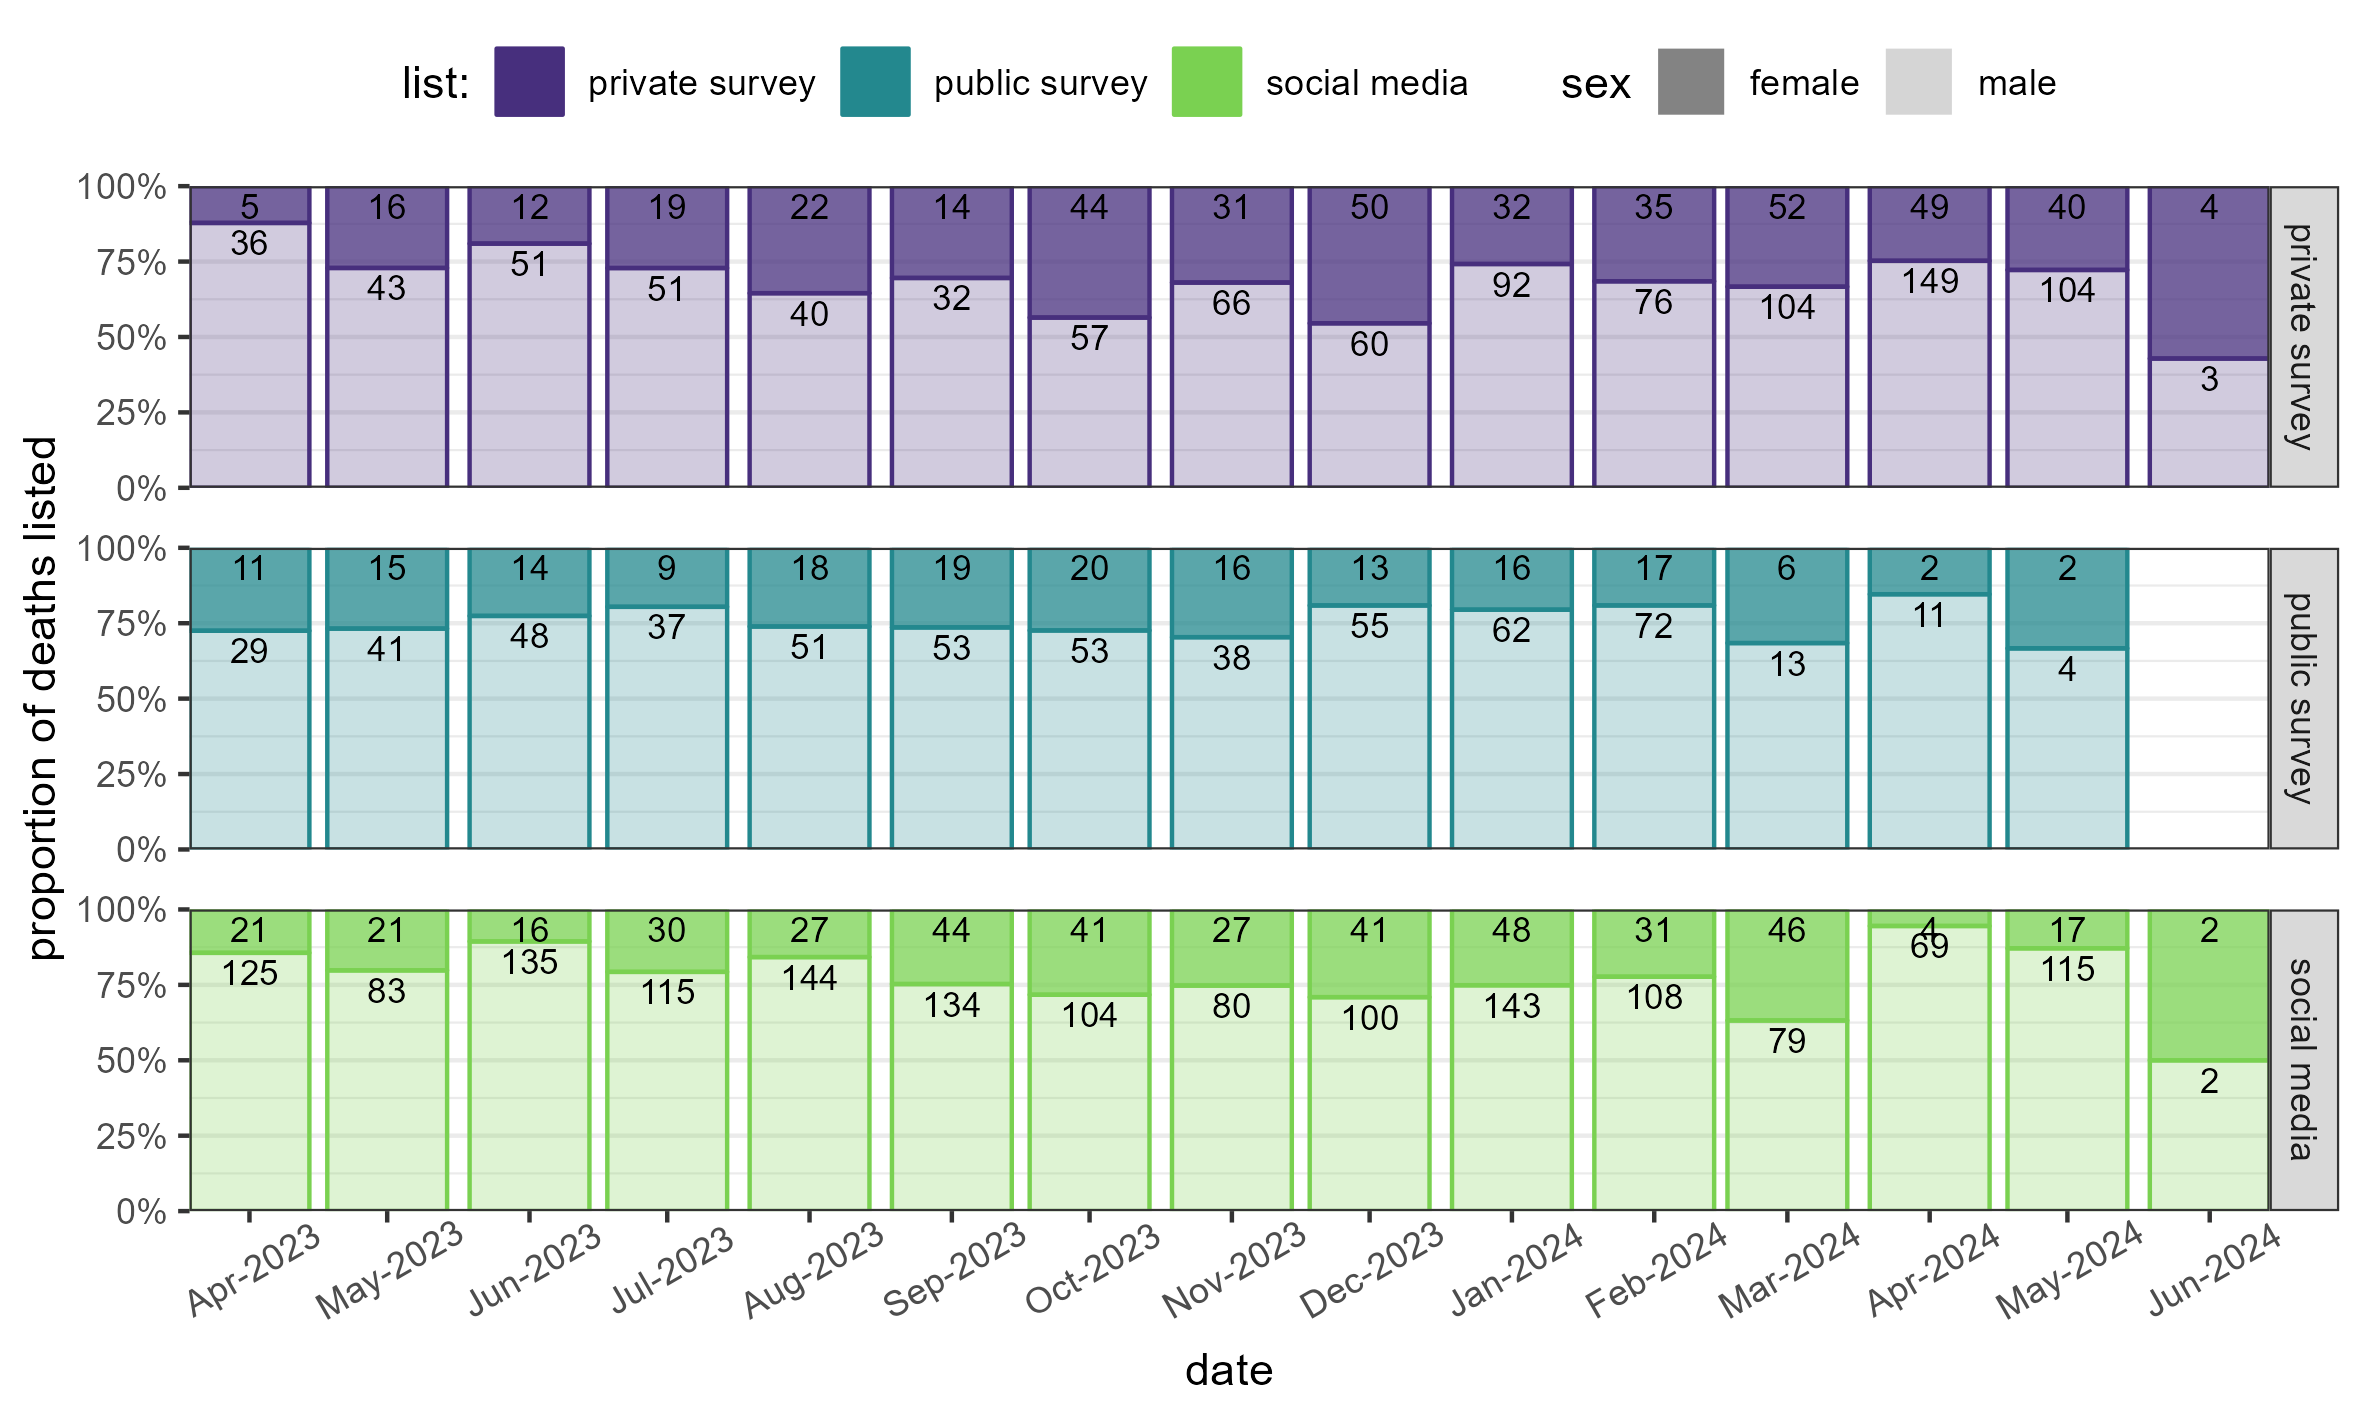 list: private survey public survey social media sex female male
100% 5 16 12 19 22 14 44 31 50 32 35 52 49 40 4
75% 36 43 51 51 40 32 57 66 60 92 76 104 149 104 3
50%
25%
0%
private survey
100% 11 15 14 9 18 19 20 16 13 16 17 6 2 2
75% 29 41 48 37 51 53 53 38 55 62 72 13 11 4
50%
25%
0%
public survey
100% 21 21 16 30 27 44 41 27 41 48 31 46 4 17 2
75% 125 83 135 115 144 134 104 80 100 143 108 79 69 115 2
50%
25%
0%
social media
proportion of deaths listed
Apr-2023 May-2023 Jun-2023 Jul-2023 Aug-2023 Sep-2023 Oct-2023 Nov-2023 Dec-2023 Jan-2024 Feb-2024 Mar-2024 Apr-2024 May-2024 Jun-2024
date